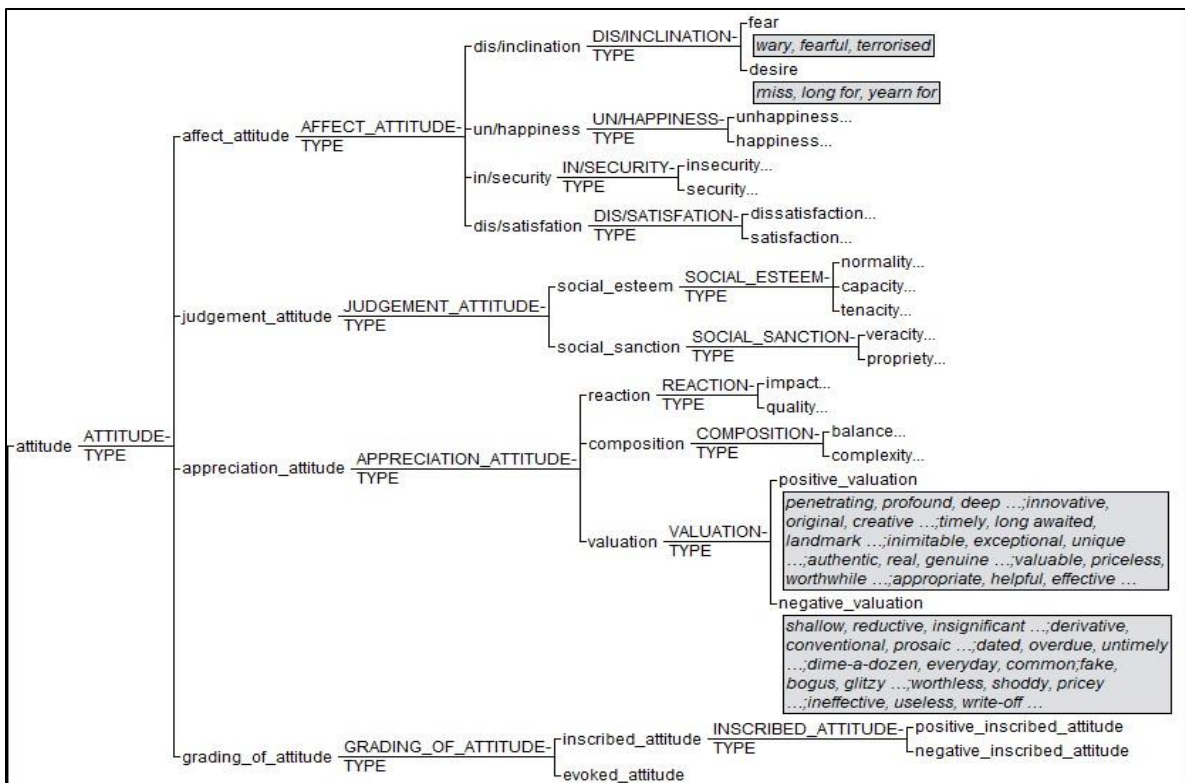 fear
dis/inclination DIS/INCLINATION-
TYPE
wary, fearful, terrorised
desire
miss, long for, yearn for
affect_attitude AFFECT_ATTITUDE-
TYPE
un/happiness UN/HAPPINESS-
TYPE
unhappiness...
happiness...
in/security IN/SECURITY-
TYPE
insecurity...
security...
dis/satisfation DIS/SATISFATION-
TYPE
dissatisfaction...
satisfaction...
judgement_attitude JUDGEMENT_ATTITUDE-
TYPE
social_esteem SOCIAL_ESTEEM-
TYPE
normality...
capacity...
tenacity...
social_sanction SOCIAL_SANCTION-
TYPE
veracity...
propriety...
attitude ATTITUDE-
TYPE
appreciation_attitude APPRECIATION_ATTITUDE-
TYPE
reaction REACTION-
TYPE
impact...
quality...
composition COMPOSITION-
TYPE
balance...
complexity...
valuation VALUATION-
TYPE
positive_valuation
penetrating, profound, deep ...;innovative,
original, creative ...;timely, long awaited,
landmark ...;inimitable, exceptional, unique
...;authentic, real, genuine ...;valuable, priceless,
worthwhile ...;appropriate, helpful, effective ...
negative_valuation
shallow, reductive, insignificant ...;derivative,
conventional, prosaic ...;dated, overdue, untimely
...;dime-a-dozen, everyday, common;fake,
bogus, glitzy ...;worthless, shoddy, pricey
...;ineffective, useless, write-off ...
grading_of_attitude GRADING_OF_ATTITUDE-
TYPE
inscribed_attitude INSCRIBED_ATTITUDE-
TYPE
positive_inscribed_attitude
negative_inscribed_attitude
evoked_attitude